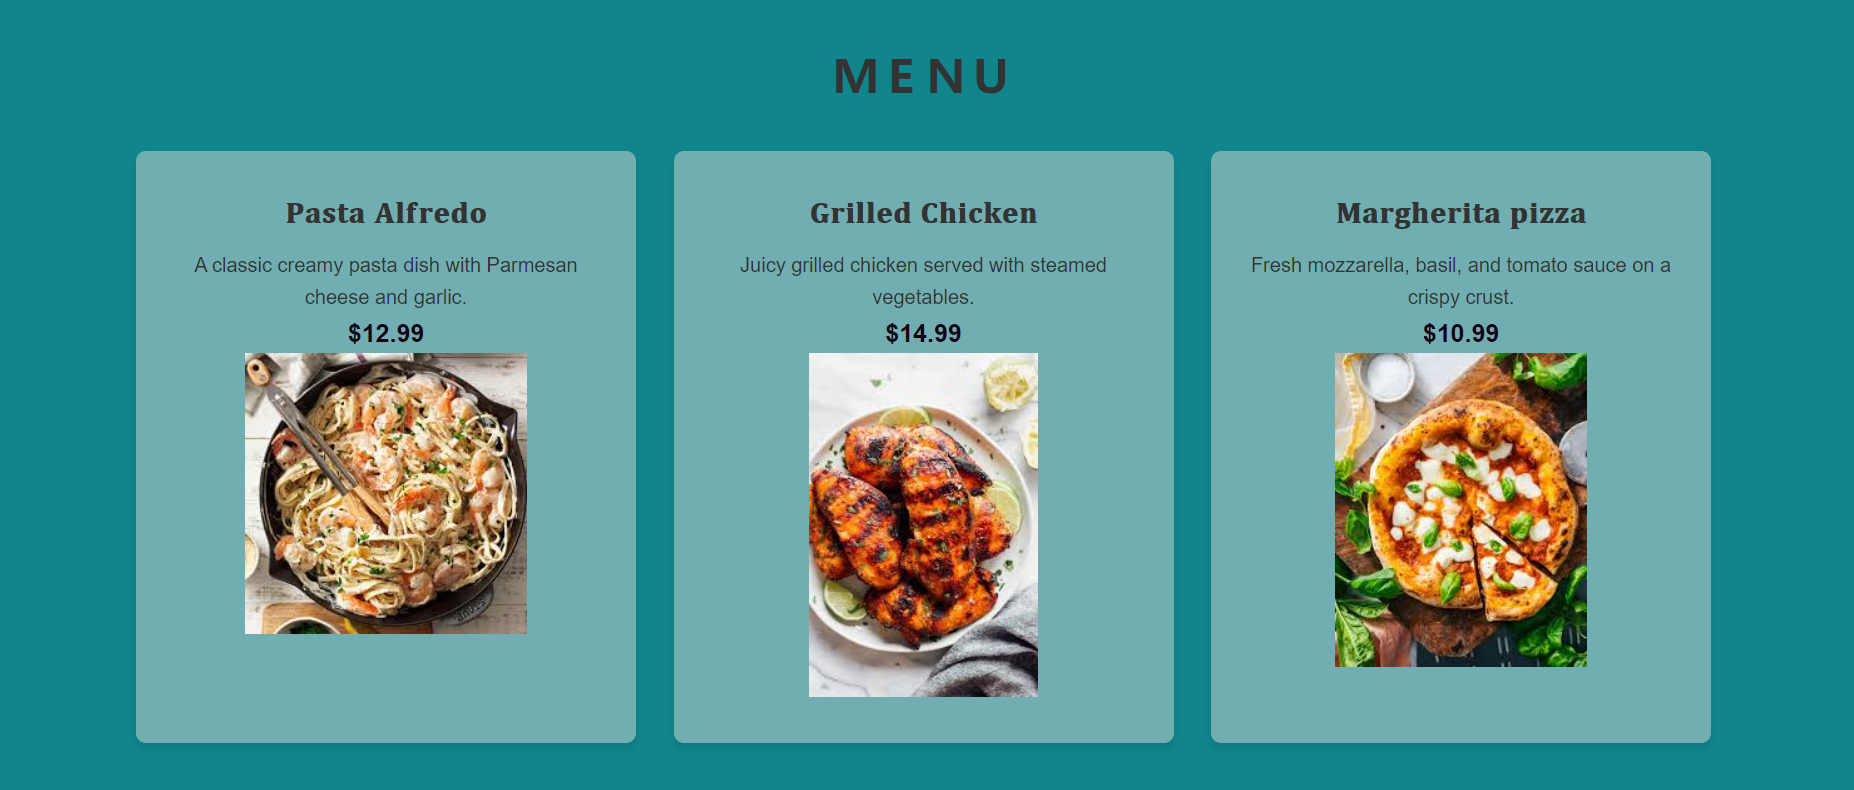 MENU
Pasta Alfredo
A classic creamy pasta dish with Parmesan
cheese and garlic.
$12.99
Grilled Chicken
Juicy grilled chicken served with steamed
vegetables.
$14.99
Margherita pizza
Fresh mozzarella, basil, and tomato sauce on a
crispy crust.
$10.99